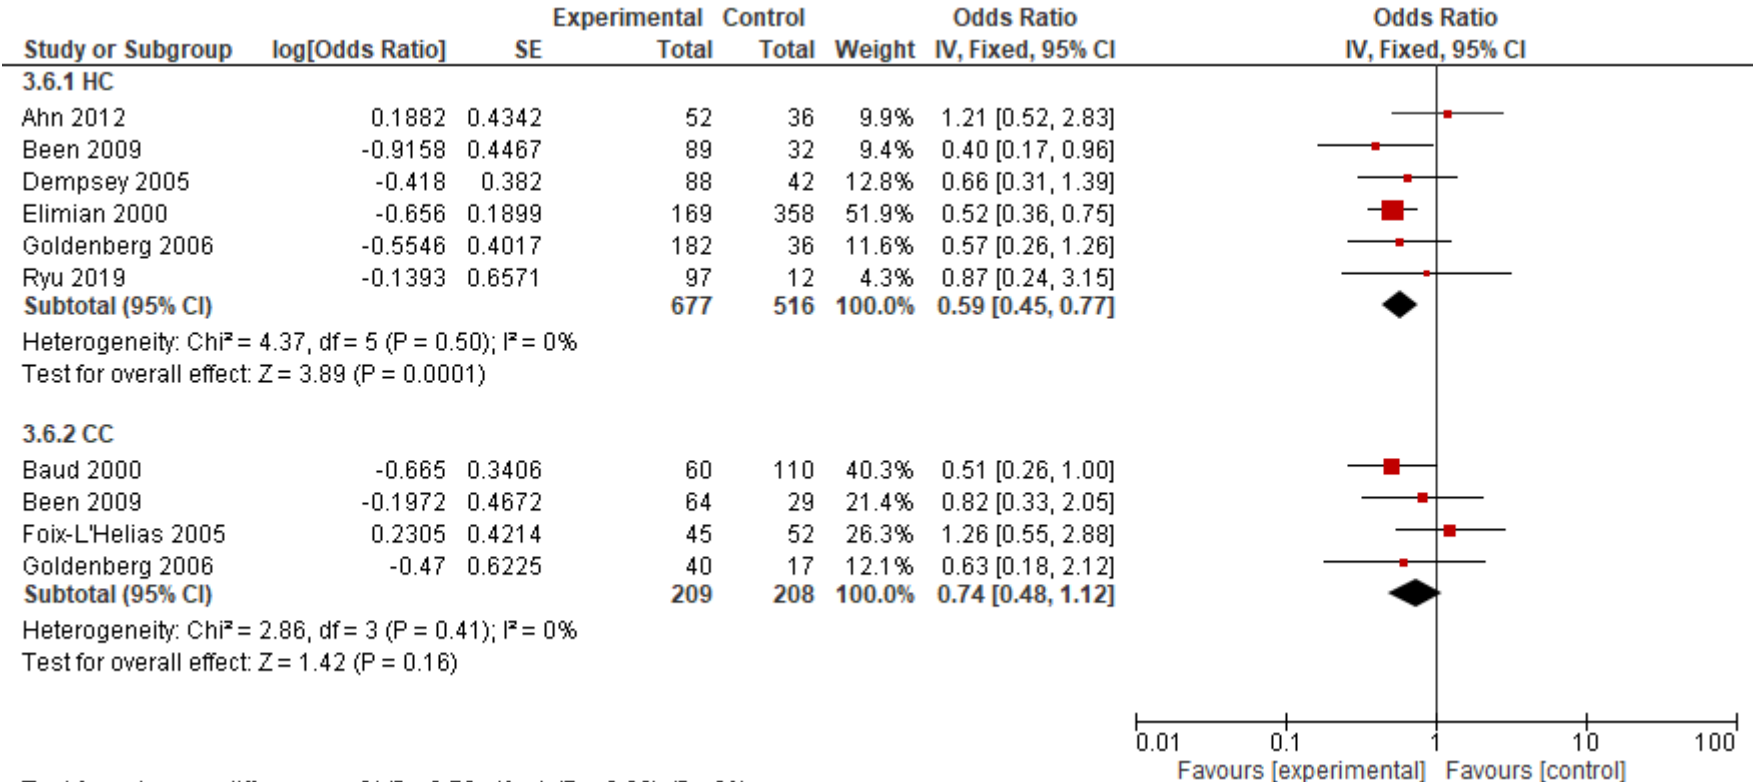 Experimental Control Odds Ratio Odds Ratio
Study or Subgroup log[Odds Ratio] SE Total Total Weight IV, Fixed, 95% CI IV, Fixed, 95% CI
3.6.1 HC
Ahn 2012 0.1882 0.4342 52 36 9.9% 1.21 [0.52, 2.83]
Been 2009 -0.9158 0.4467 89 32 9.4% 0.40 [0.17, 0.96]
Dempsey 2005 -0.418 0.382 88 42 12.8% 0.66 [0.31, 1.39]
Elimian 2000 -0.656 0.1899 169 358 51.9% 0.52 [0.36, 0.75]
Goldenberg 2006 -0.5546 0.4017 182 36 11.6% 0.57 [0.26, 1.26]
Ryu 2019 -0.1393 0.6571 97 12 4.3% 0.87 [0.24, 3.15]
Subtotal (95% CI) 677 516 100.0% 0.59 [0.45, 0.77]
Heterogeneity: Chi² = 4.37, df = 5 (P = 0.50); I² = 0%
Test for overall effect: Z = 3.89 (P = 0.0001)
3.6.2 CC
Baud 2000 -0.665 0.3406 60 110 40.3% 0.51 [0.26, 1.00]
Been 2009 -0.1972 0.4672 64 29 21.4% 0.82 [0.33, 2.05]
Foix-L'Helias 2005 0.2305 0.4214 45 52 26.3% 1.26 [0.55, 2.88]
Goldenberg 2006 -0.47 0.6225 40 17 12.1% 0.63 [0.18, 2.12]
Subtotal (95% CI) 209 208 100.0% 0.74 [0.48, 1.12]
Heterogeneity: Chi² = 2.86, df = 3 (P = 0.41); I² = 0%
Test for overall effect: Z = 1.42 (P = 0.16)
0.01 0.1 1 10 100
Favours [experimental] Favours [control]